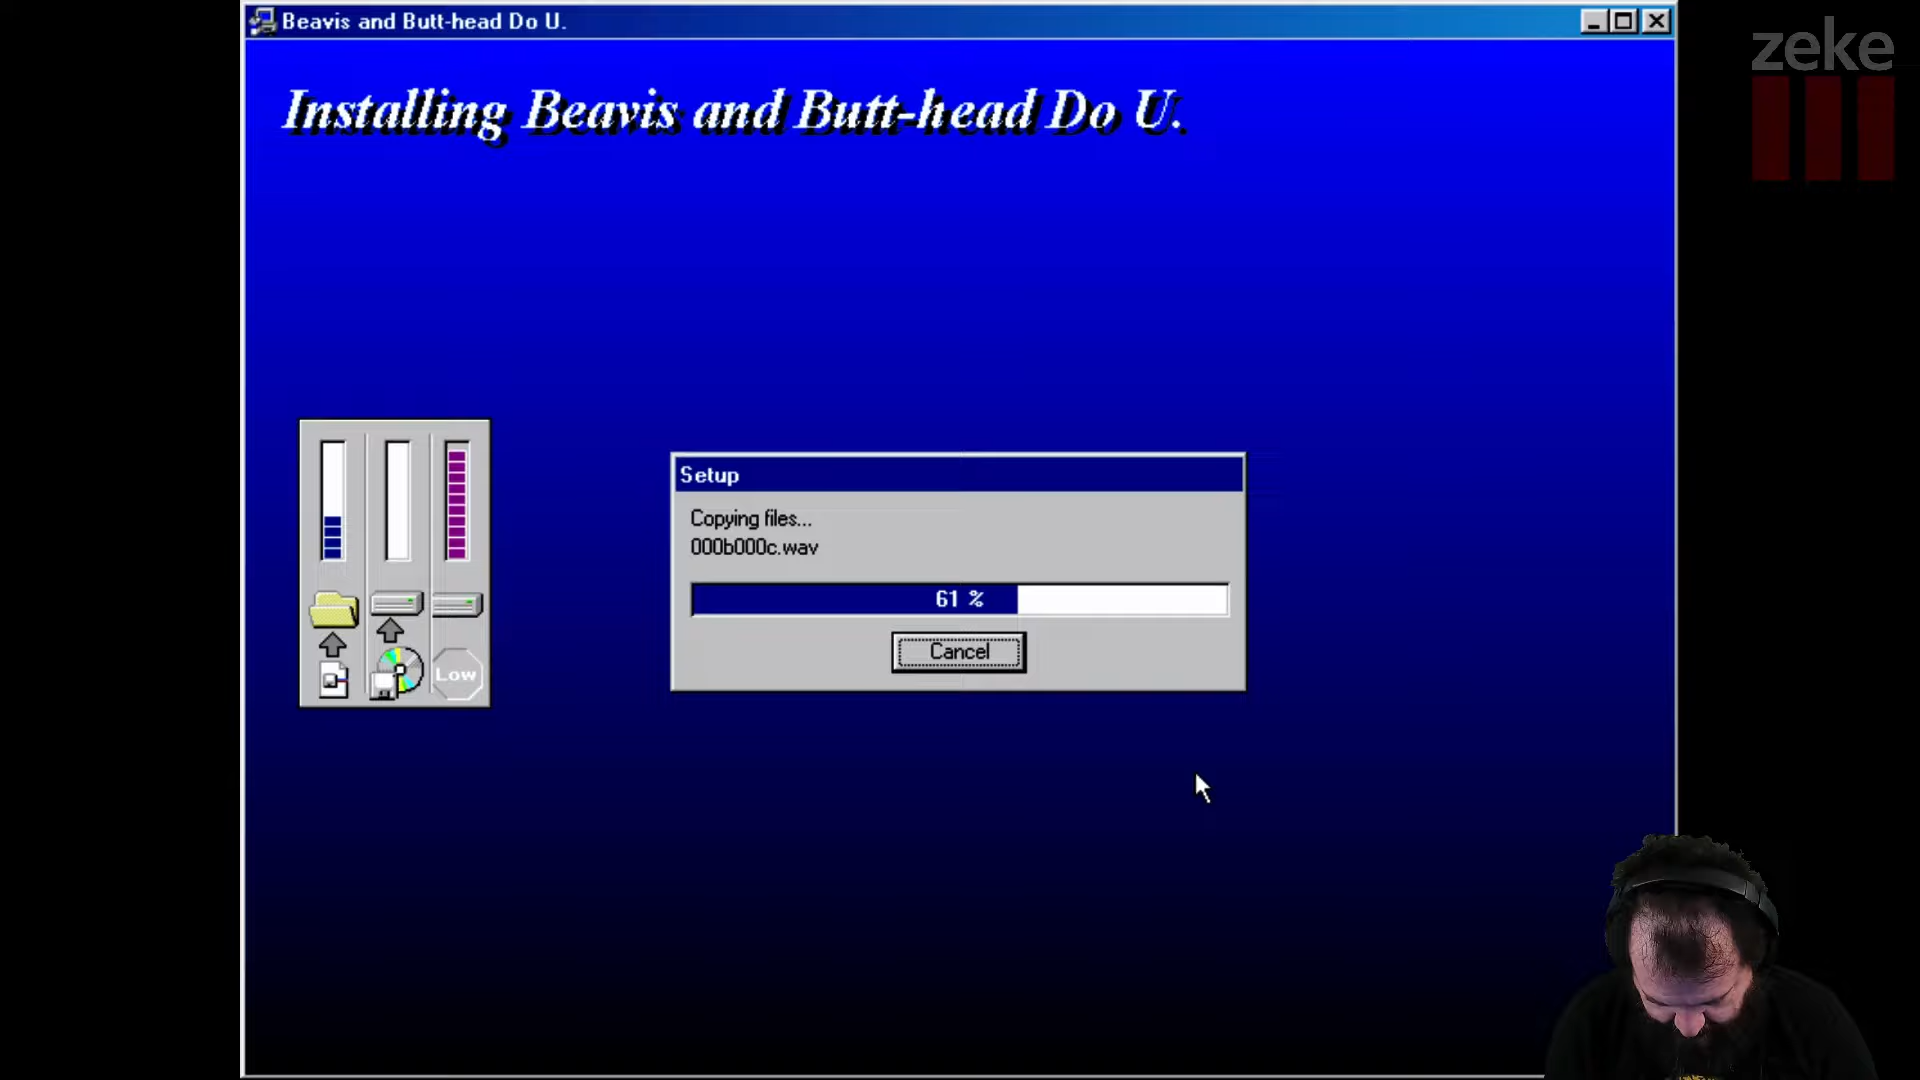 Beavis and Butt-head Do U.
zeke
Installing Beavis and Butt-head Do U.
Setup
Copying files...
000b000c.wav
61 %
Cancel
Low